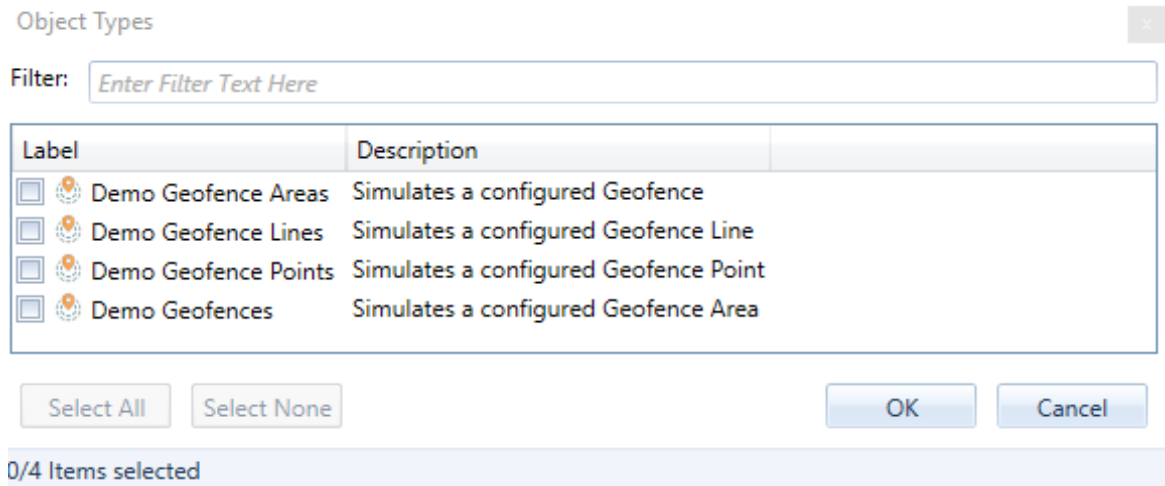 Object Types
x
Filter: Enter Filter Text Here
Label Description
Demo Geofence Areas Simulates a configured Geofence
Demo Geofence Lines Simulates a configured Geofence Line
Demo Geofence Points Simulates a configured Geofence Point
Demo Geofences Simulates a configured Geofence Area
Select All Select None OK Cancel
0/4 Items selected